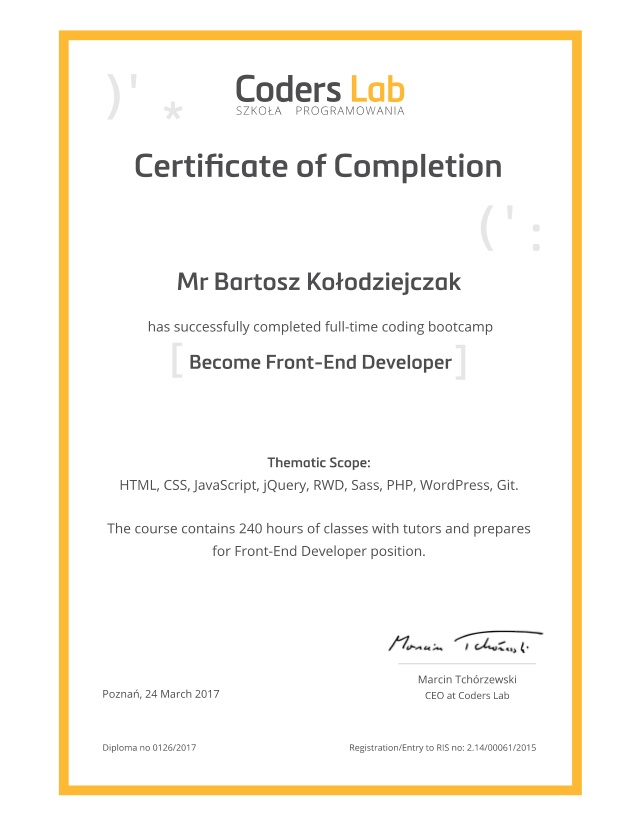 )' *
Coders Lab
SZKOŁA PROGRAMOWANIA
Certificate of Completion
(' :
Mr Bartosz Kołodziejczak
has successfully completed full-time coding bootcamp
[ Become Front-End Developer ]
Thematic Scope:
HTML, CSS, JavaScript, jQuery, RWD, Sass, PHP, WordPress, Git.
The course contains 240 hours of classes with tutors and prepares
for Front-End Developer position.
Marcin Tchórzewski
Marcin Tchórzewski
CEO at Coders Lab
Poznań, 24 March 2017
Diploma no 0126/2017
Registration/Entry to RIS no: 2.14/00061/2015